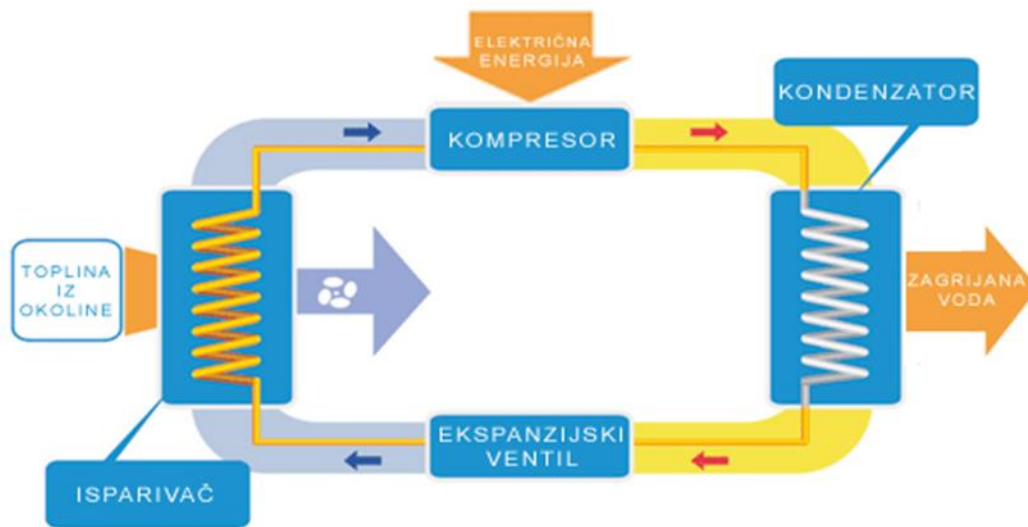 ELEKTRIČNA
ENERGIJA
KONDENZATOR
KOMPRESOR
TOPLINA
IZ
OKOLINE
ZAGRIJANA
VODA
EKSPANZIJSKI
VENTIL
ISPARIVAČ